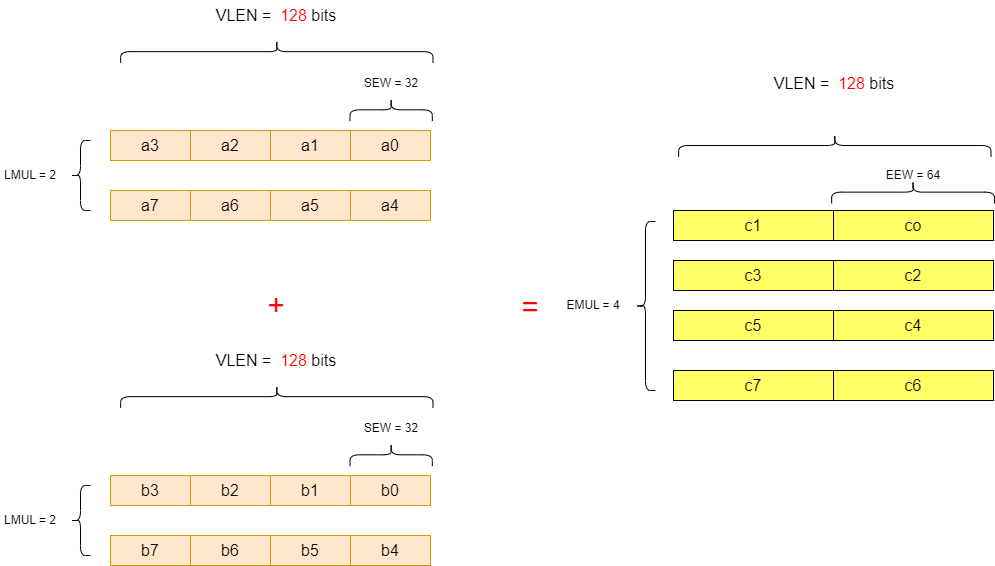 VLEN = 128 bits
SEW = 32
LMUL = 2
a3 a2 a1 a0
a7 a6 a5 a4
+
VLEN = 128 bits
SEW = 32
LMUL = 2
b3 b2 b1 b0
b7 b6 b5 b4
=
VLEN = 128 bits
EEW = 64
EMUL = 4
c1 co
c3 c2
c5 c4
c7 c6